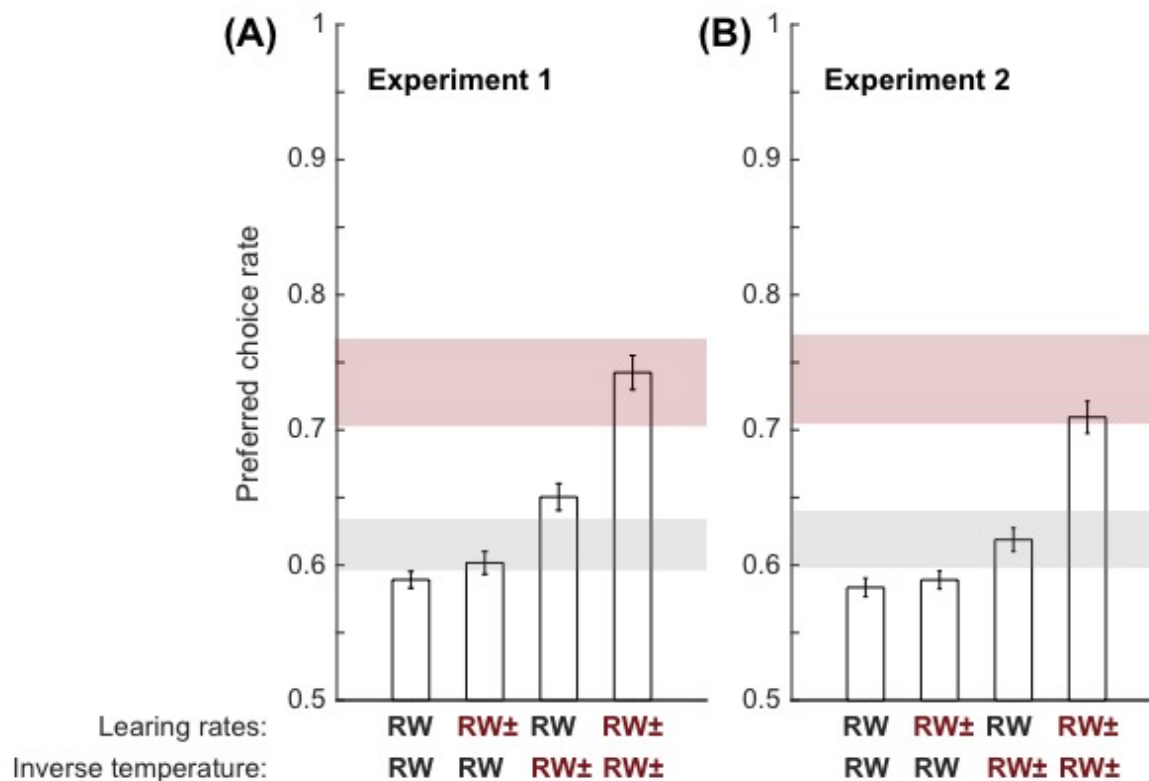 (A)
Experiment 1
1
0.9
0.8
0.7
0.6
0.5
Preferred choice rate
(B)
Experiment 2
1
0.9
0.8
0.7
0.6
0.5
Learing rates: RW RW± RW RW± RW RW± RW RW±
Inverse temperature: RW RW RW± RW± RW RW RW± RW±